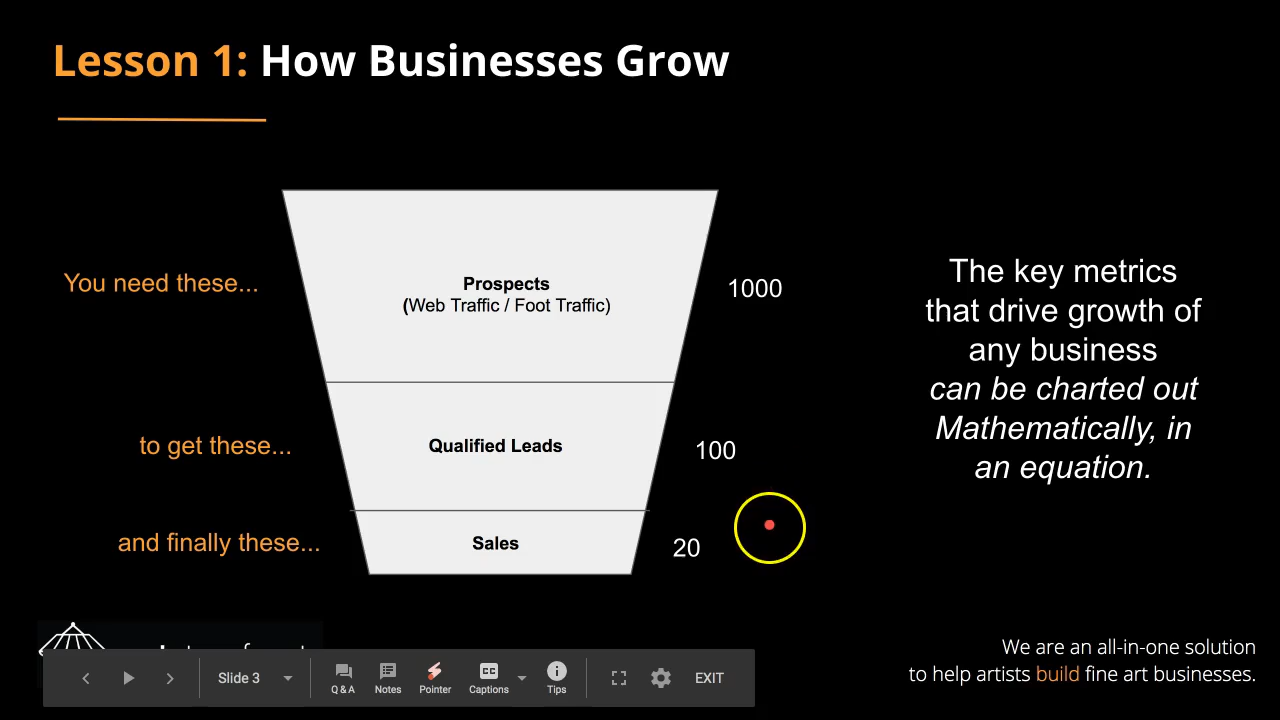 Lesson 1: How Businesses Grow
You need these...
Prospects
(Web Traffic / Foot Traffic)
1000
to get these...
Qualified Leads
100
and finally these...
Sales
20
The key metrics
that drive growth of
any business
can be charted out
Mathematically, in
an equation.
We are an all-in-one solution
to help artists build fine art businesses.
Slide 3
Q & A
Notes
Pointer
CC
Captions
Tips
EXIT